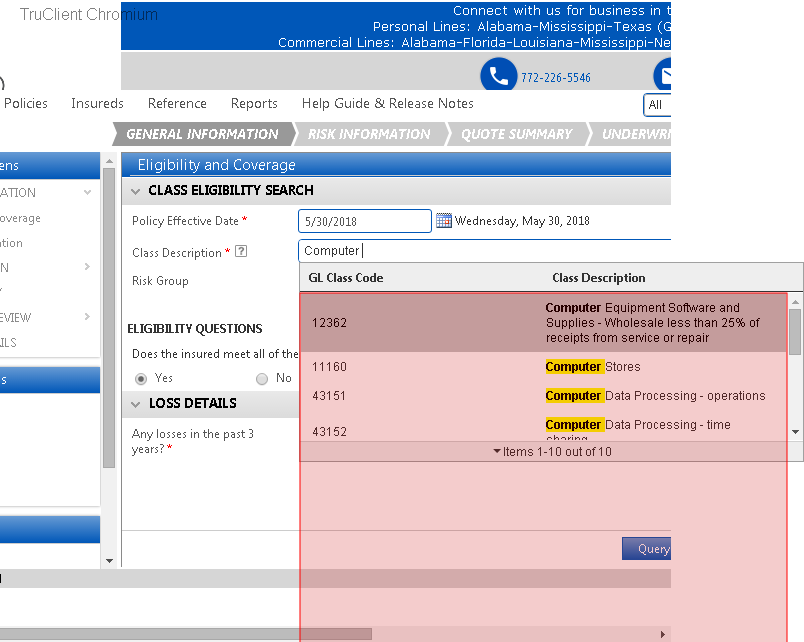 TruClient Chromium
Connect with us for business in t
Personal Lines: Alabama-Mississippi-Texas (G
Commercial Lines: Alabama-Florida-Louisiana-Mississippi-Ne
772-226-5546
Policies Insureds Reference Reports Help Guide & Release Notes All
GENERAL INFORMATION RISK INFORMATION QUOTE SUMMARY UNDERWRI
ens
Eligibility and Coverage
ATION
CLASS ELIGIBILITY SEARCH
overage
Policy Effective Date * 5/30/2018 Wednesday, May 30, 2018
tion
Class Description * ? Computer
N
Risk Group
GL Class Code Class Description
EVIEW
ILS
12362 Computer Equipment Software and
Supplies - Wholesale less than 25% of
receipts from service or repair
ELIGIBILITY QUESTIONS
Does the insured meet all of the
11160 Computer Stores
s
Yes No
43151 Computer Data Processing - operations
LOSS DETAILS
43152 Computer Data Processing - time
sharing
Any losses in the past 3
years? *
Items 1-10 out of 10
Query